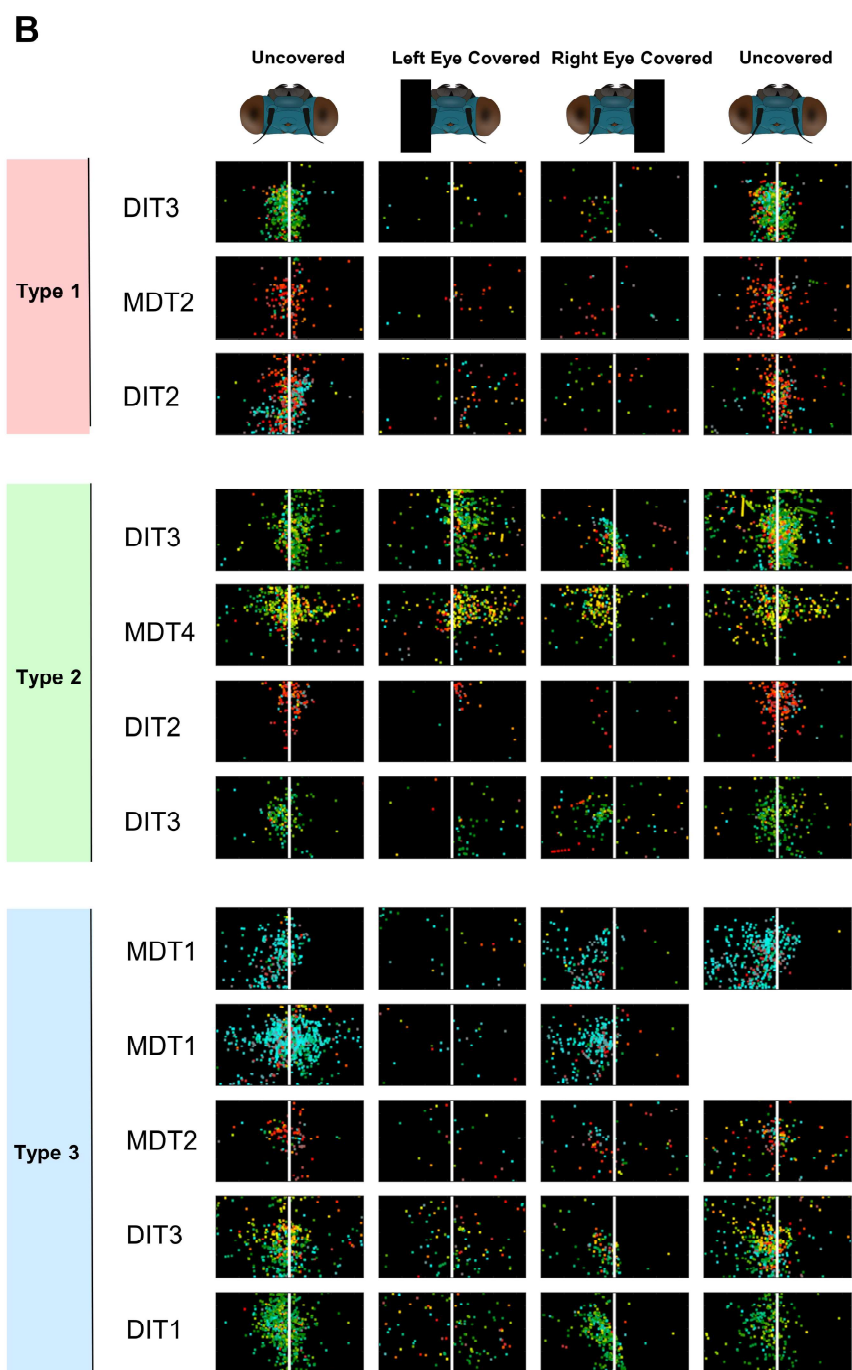 B
Uncovered Left Eye Covered Right Eye Covered Uncovered
DIT3
Type 1
MDT2
DIT2
DIT3
MDT4
Type 2
DIT2
DIT3
MDT1
MDT1
MDT2
Type 3
DIT3
DIT1